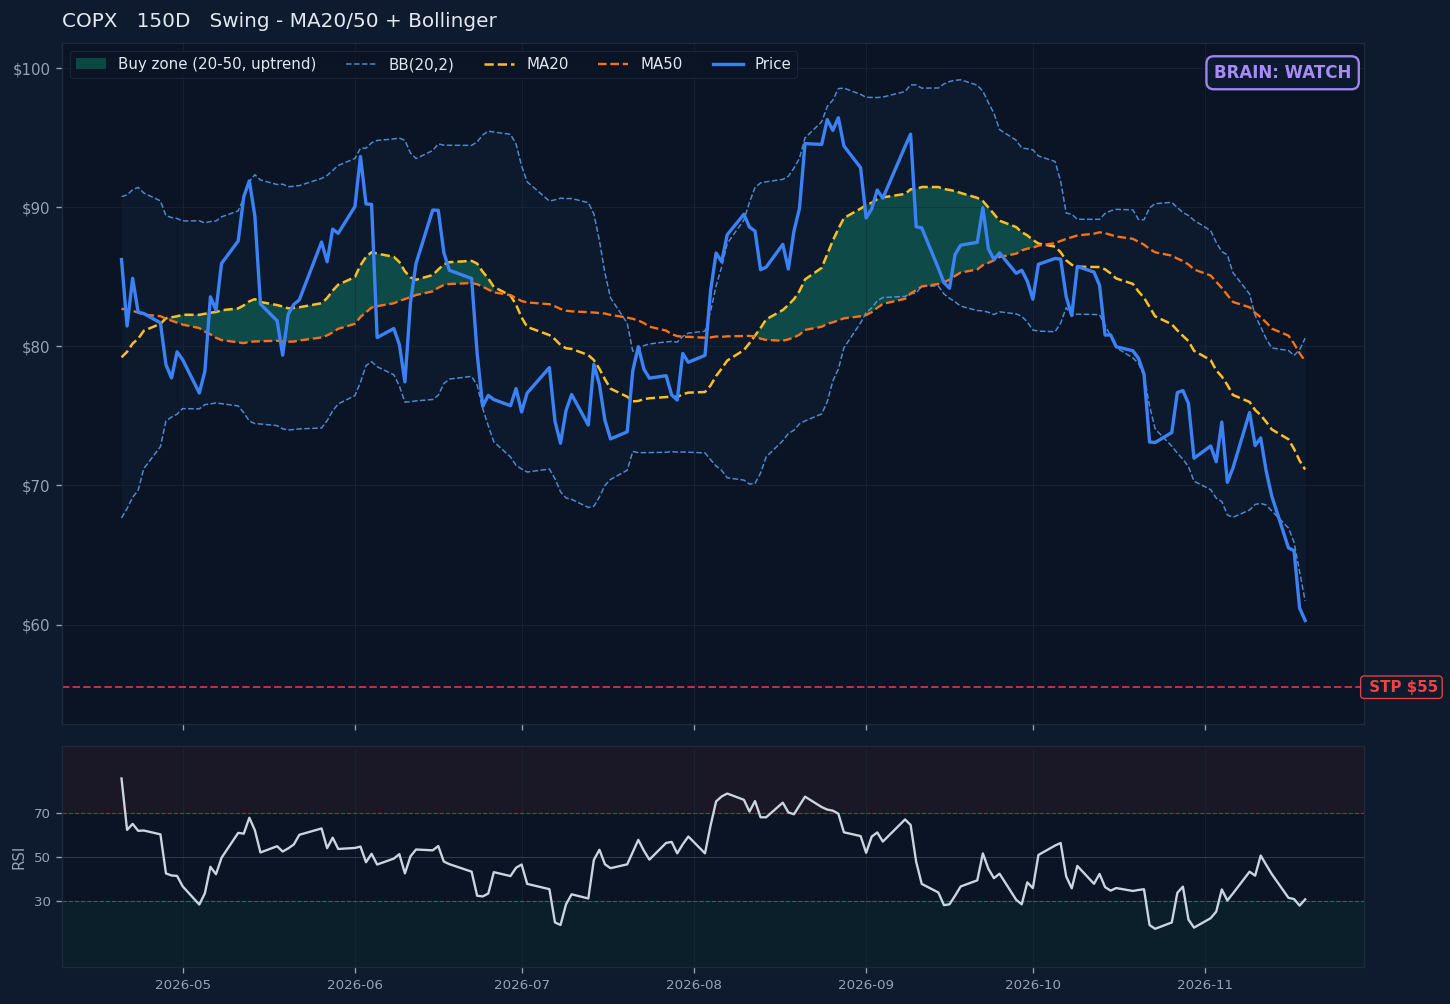 COPX   150D   Swing - MA20/50 + Bollinger
Buy zone (20-50, uptrend)   BB(20,2)   MA20   MA50   Price
BRAIN: WATCH
$100
$90
$80
$70
$60
STP $55
RSI
70
50
30
2026-05   2026-06   2026-07   2026-08   2026-09   2026-10   2026-11